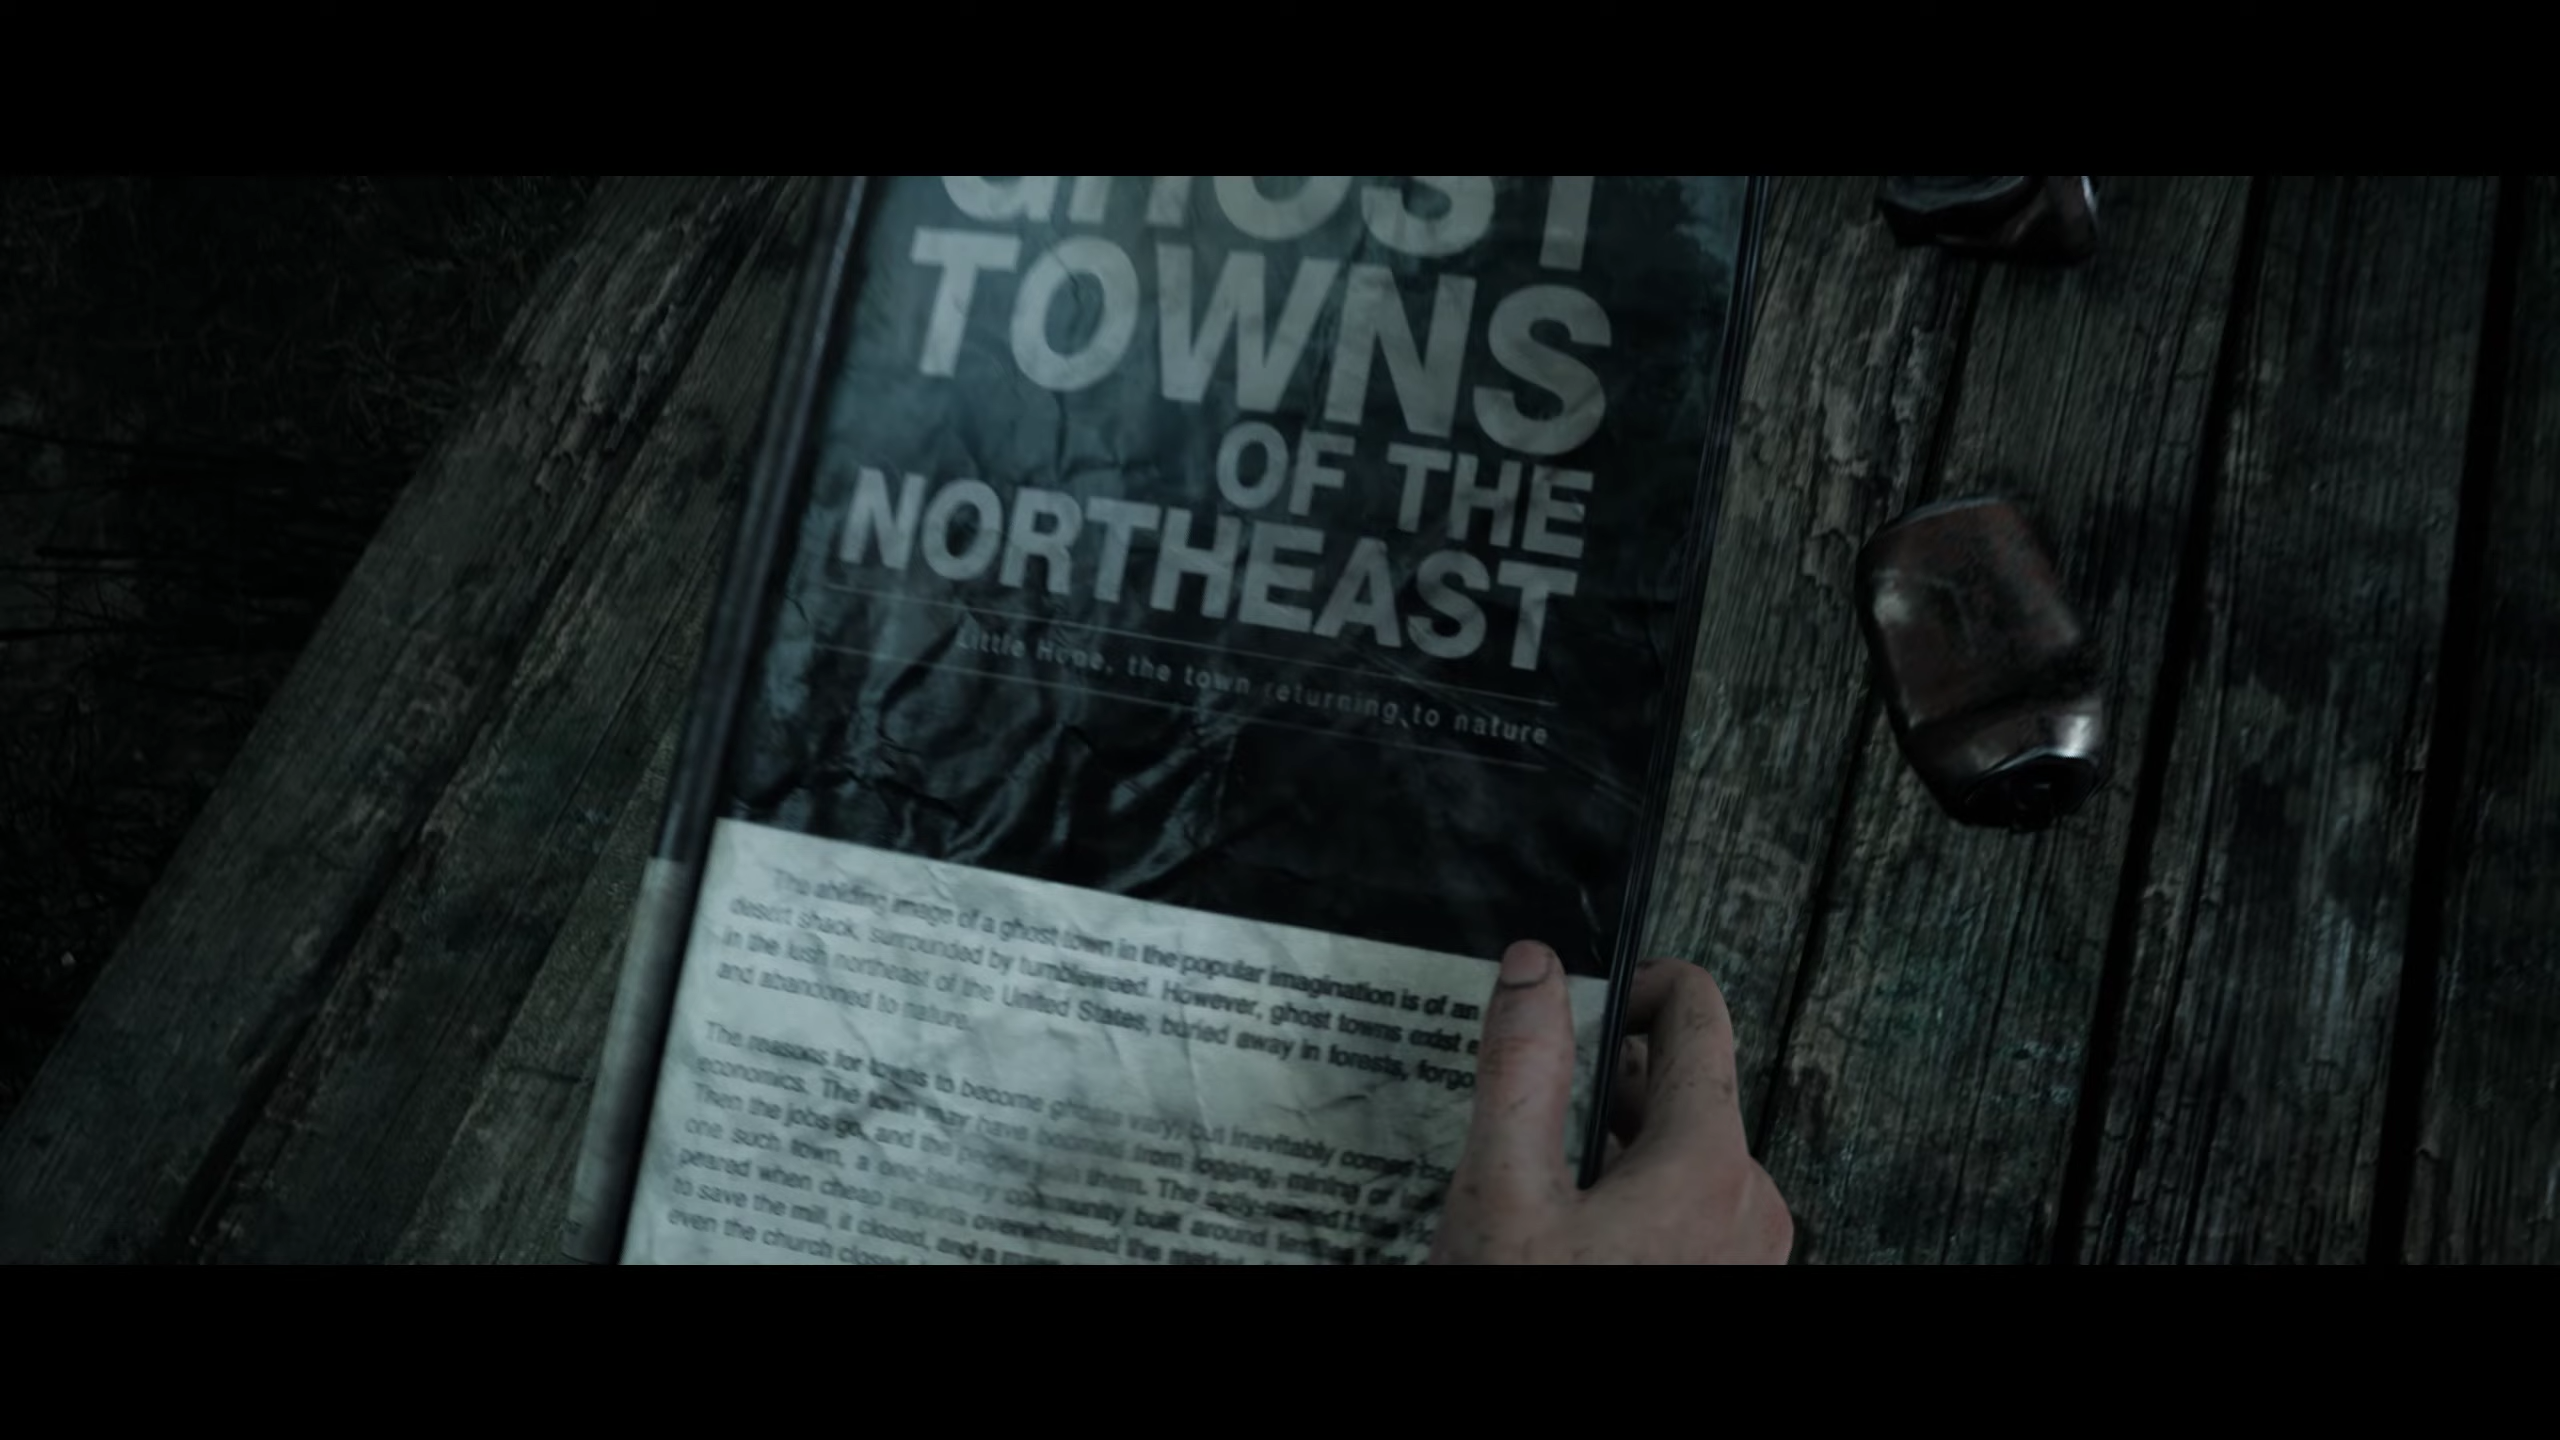 GHOST
TOWNS
OF THE
NORTHEAST
Little Hope, the town returning to nature
The abiding image of a ghost town in the popular imagination is of an
desert shack, surrounded by tumbleweed. However, ghost towns exist
in the lush northeast of the United States, buried away in forests,
and abandoned to nature.
The reasons for towns to become ghosts vary, but inevitably
economics. The town may have boomed from logging, mining or
Then the jobs go, and the people with them. The aptly-named
one such town, a one-factory community built around
when cheap imports overwhelmed the market,
to save the mill, it closed, and a
even the church closed